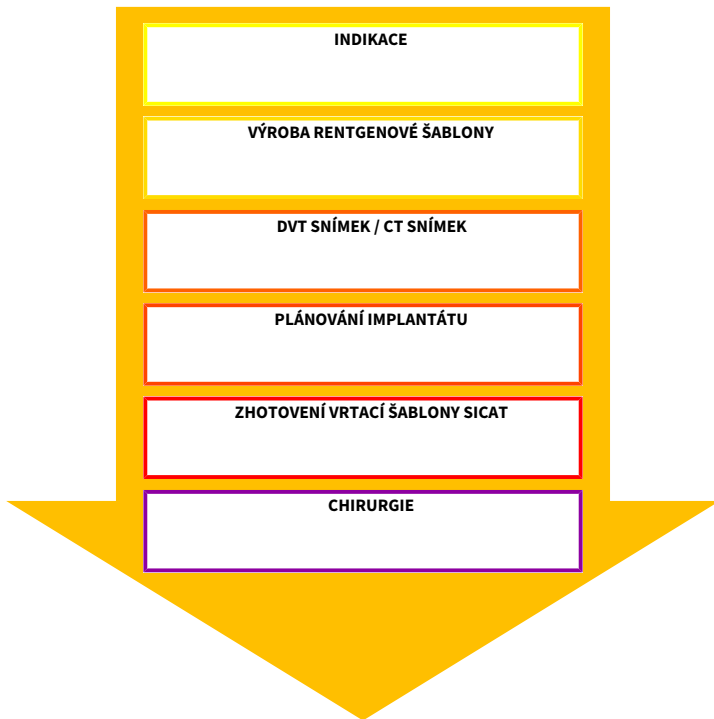 INDIKACE
VÝROBA RENTGENOVÉ ŠABLONY
DVT SNÍMEK / CT SNÍMEK
PLÁNOVÁNÍ IMPLANTÁTU
ZHOTOVENÍ VRTACÍ ŠABLONY SICAT
CHIRURGIE